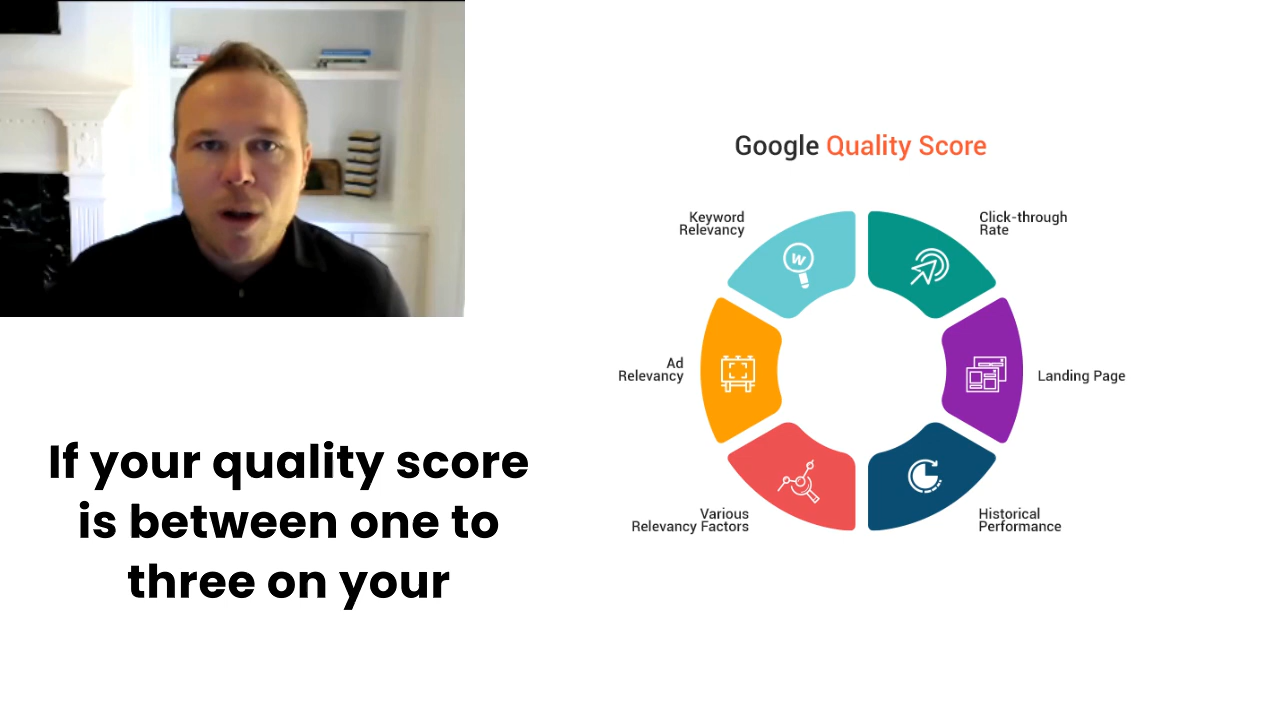 Google Quality Score
Keyword
Relevancy
Click-through
Rate
W
Ad
Relevancy
Landing Page
If your quality score
is between one to
three on your
Various
Relevancy Factors
Historical
Performance